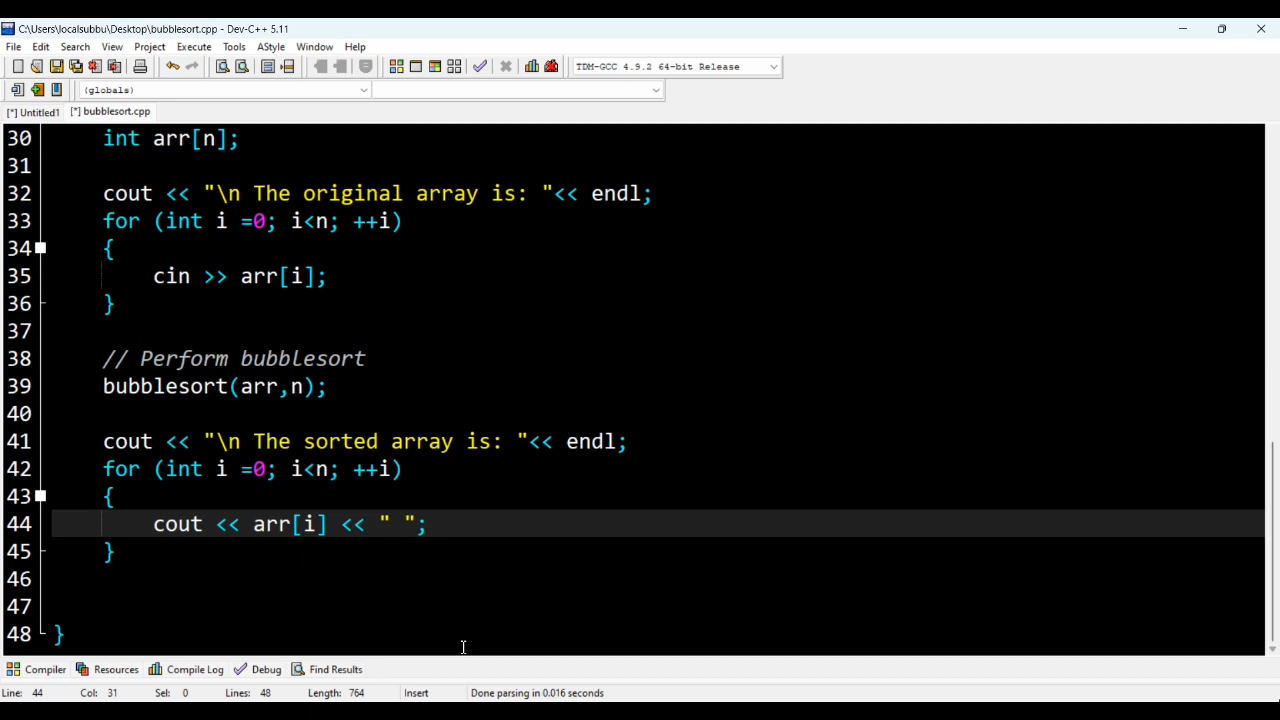 C:\Users\localsubbu\Desktop\bubblesort.cpp - Dev-C++ 5.11
File Edit Search View Project Execute Tools AStyle Window Help
TDM-GCC 4.9.2 64-bit Release
(globals)
[*] Untitled1 [*] bubblesort.cpp
30 int arr[n];
31
32 cout << "\n The original array is: "<< endl;
33 for (int i =0; i<n; ++i)
34 {
35 cin >> arr[i];
36 }
37
38 // Perform bubblesort
39 bubblesort(arr,n);
40
41 cout << "\n The sorted array is: "<< endl;
42 for (int i =0; i<n; ++i)
43 {
44 cout << arr[i] << " ";
45 }
46
47
48 }
Compiler Resources Compile Log Debug Find Results
Line: 44 Col: 31 Sel: 0 Lines: 48 Length: 764 Insert Done parsing in 0.016 seconds